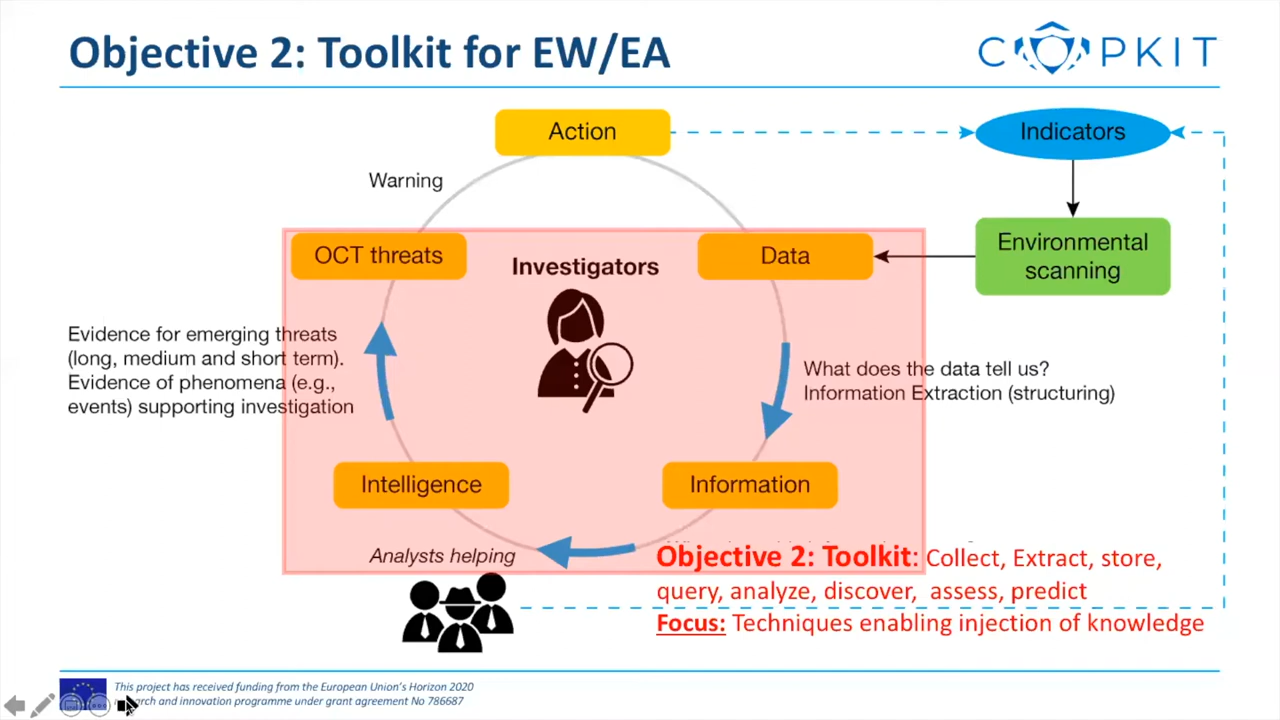 Objective 2: Toolkit for EW/EA
COPKIT
Action
Indicators
Warning
OCT threats
Investigators
Data
Environmental
scanning
Evidence for emerging threats
(long, medium and short term).
Evidence of phenomena (e.g.,
events) supporting investigation
What does the data tell us?
Information Extraction (structuring)
Intelligence
Information
Analysts helping
Objective 2: Toolkit: Collect, Extract, store,
query, analyze, discover, assess, predict
Focus: Techniques enabling injection of knowledge
This project has received funding from the European Union's Horizon 2020
and innovation programme under grant agreement No 786687